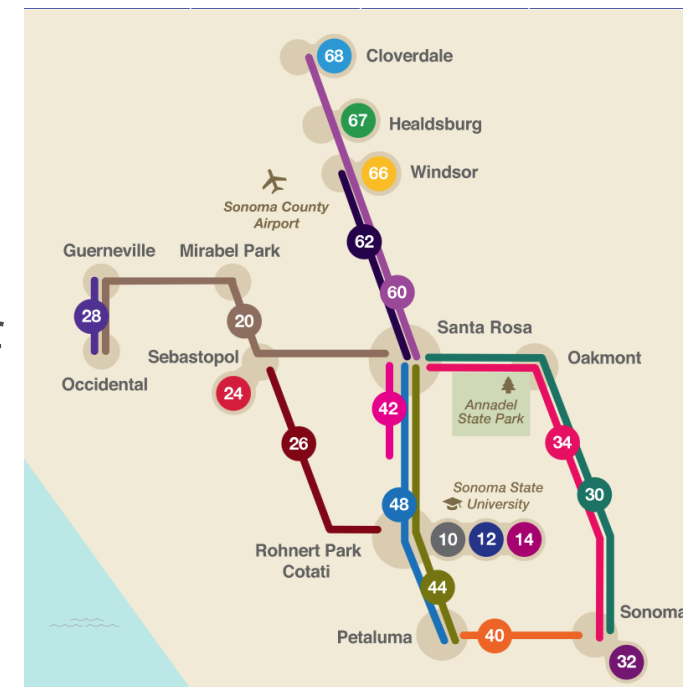 68 Cloverdale
67 Healdsburg
66 Windsor
Sonoma County
Airport
62
60
Guerneville
Mirabel Park
28
20
Santa Rosa
Sebastopol
Oakmont
Occidental
24
42
Annadel
State Park
26
34
Sonoma State
University
30
48
10 12 14
Rohnert Park
Cotati
44
Sonoma
Petaluma
40
32